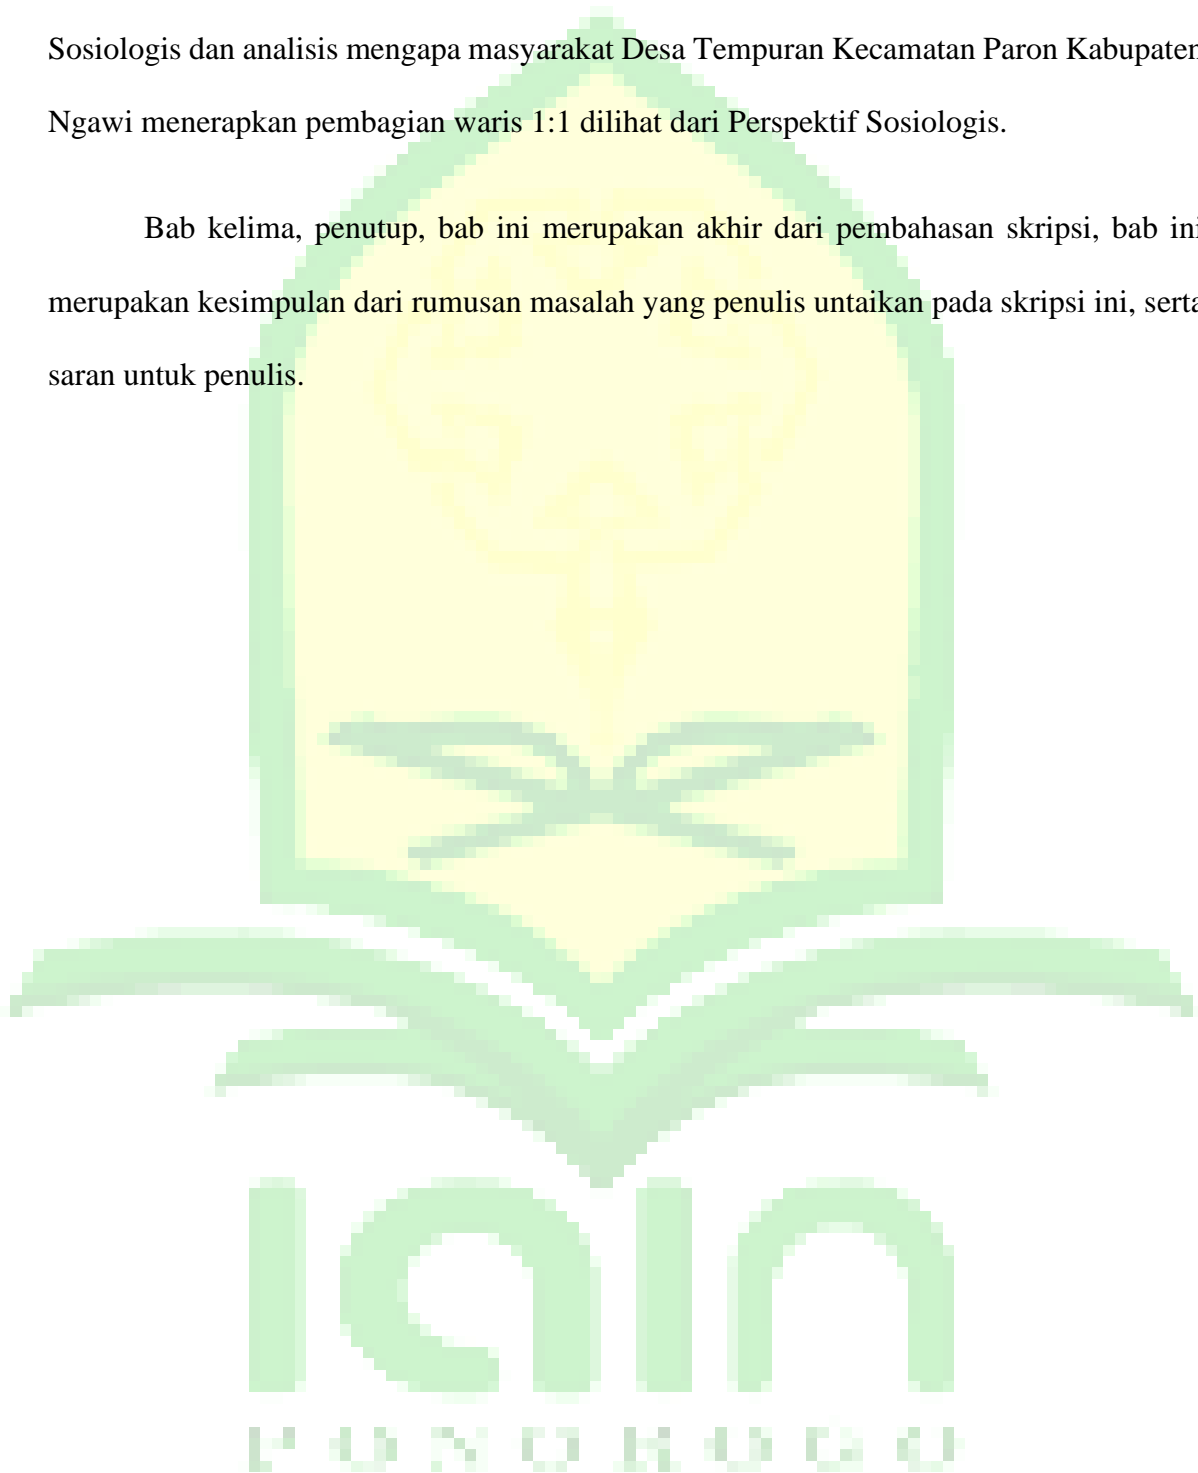 Sosiologis dan analisis mengapa masyarakat Desa Tempuran Kecamatan Paron Kabupaten
Ngawi menerapkan pembagian waris 1:1 dilihat dari Perspektif Sosiologis.
Bab kelima, penutup, bab ini merupakan akhir dari pembahasan skripsi, bab ini
merupakan kesimpulan dari rumusan masalah yang penulis untaikan pada skripsi ini, serta
saran untuk penulis.
iain
PONOROGO